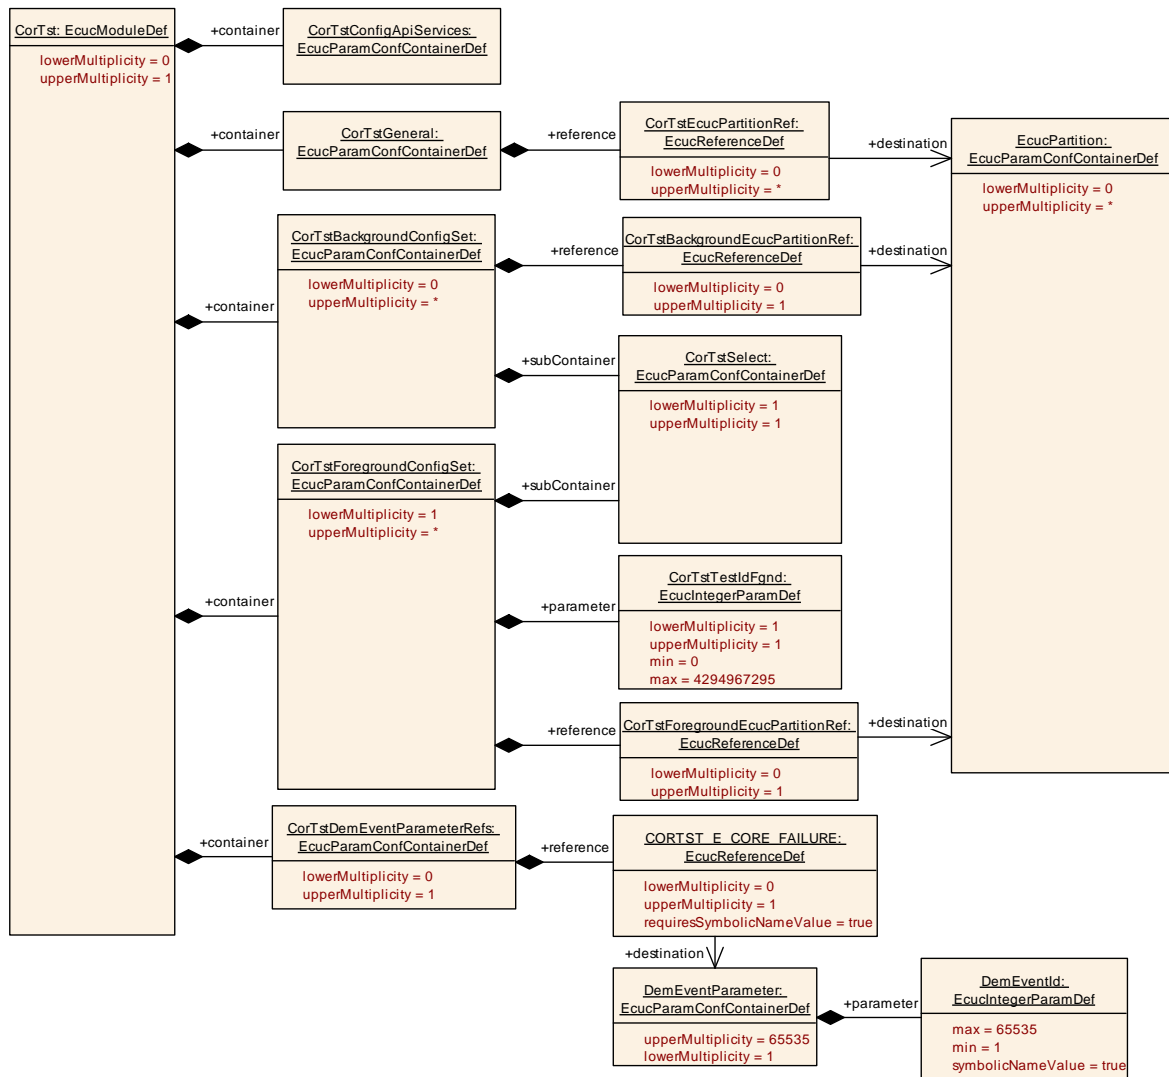 CorTst: EcucModuleDef
lowerMultiplicity = 0
upperMultiplicity = 1
+container
CorTstConfigApiServices:
EcucParamConfContainerDef
+container
CorTstGeneral:
EcucParamConfContainerDef
+reference
CorTstEcucPartitionRef:
EcucReferenceDef
lowerMultiplicity = 0
upperMultiplicity = *
+destination
EcucPartition:
EcucParamConfContainerDef
lowerMultiplicity = 0
upperMultiplicity = *
+container
CorTstBackgroundConfigSet:
EcucParamConfContainerDef
lowerMultiplicity = 0
upperMultiplicity = *
+reference
CorTstBackgroundEcucPartitionRef:
EcucReferenceDef
lowerMultiplicity = 0
upperMultiplicity = 1
+destination
+subContainer
CorTstSelect:
EcucParamConfContainerDef
lowerMultiplicity = 1
upperMultiplicity = 1
+container
CorTstForegroundConfigSet:
EcucParamConfContainerDef
lowerMultiplicity = 1
upperMultiplicity = *
+subContainer
+parameter
CorTstTestIdFgnd:
EcucIntegerParamDef
lowerMultiplicity = 1
upperMultiplicity = 1
min = 0
max = 4294967295
+reference
CorTstForegroundEcucPartitionRef:
EcucReferenceDef
lowerMultiplicity = 0
upperMultiplicity = 1
+destination
+container
CorTstDemEventParameterRefs:
EcucParamConfContainerDef
lowerMultiplicity = 0
upperMultiplicity = 1
+reference
CORTST_E_CORE_FAILURE:
EcucReferenceDef
lowerMultiplicity = 0
upperMultiplicity = 1
requiresSymbolicNameValue = true
+destination
DemEventParameter:
EcucParamConfContainerDef
upperMultiplicity = 65535
lowerMultiplicity = 1
+parameter
DemEventId:
EcucIntegerParamDef
max = 65535
min = 1
symbolicNameValue = true